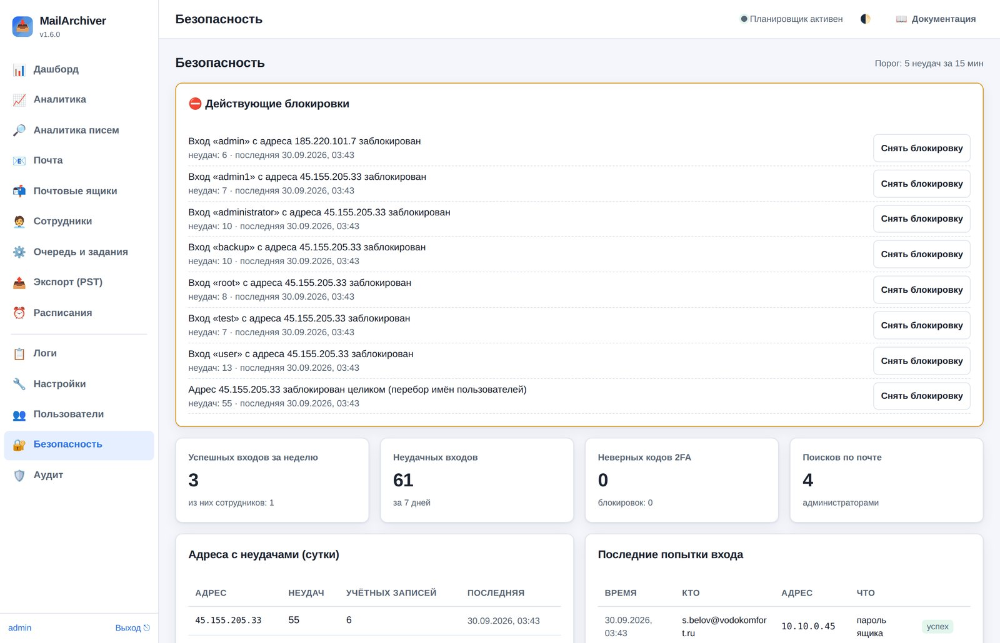 MailArchiver
v1.6.0
Дашборд
Аналитика
Аналитика писем
Почта
Почтовые ящики
Сотрудники
Очередь и задания
Экспорт (PST)
Расписания
Логи
Настройки
Пользователи
Безопасность
Аудит
admin
Выход
Безопасность
Планировщик активен
Документация
Безопасность
Порог: 5 неудач за 15 мин
Действующие блокировки
Вход «admin» с адреса 185.220.101.7 заблокирован
неудач: 6 · последняя 30.09.2026, 03:43
Снять блокировку
Вход «admin1» с адреса 45.155.205.33 заблокирован
неудач: 7 · последняя 30.09.2026, 03:43
Снять блокировку
Вход «administrator» с адреса 45.155.205.33 заблокирован
неудач: 10 · последняя 30.09.2026, 03:43
Снять блокировку
Вход «backup» с адреса 45.155.205.33 заблокирован
неудач: 10 · последняя 30.09.2026, 03:43
Снять блокировку
Вход «root» с адреса 45.155.205.33 заблокирован
неудач: 8 · последняя 30.09.2026, 03:43
Снять блокировку
Вход «test» с адреса 45.155.205.33 заблокирован
неудач: 7 · последняя 30.09.2026, 03:43
Снять блокировку
Вход «user» с адреса 45.155.205.33 заблокирован
неудач: 13 · последняя 30.09.2026, 03:43
Снять блокировку
Адрес 45.155.205.33 заблокирован целиком (перебор имён пользователей)
неудач: 55 · последняя 30.09.2026, 03:43
Снять блокировку
Успешных входов за неделю
3
из них сотрудников: 1
Неудачных входов
61
за 7 дней
Неверных кодов 2FA
0
блокировок: 0
Поисков по почте
4
администраторами
Адреса с неудачами (сутки)
АДРЕС НЕУДАЧ УЧЁТНЫХ ЗАПИСЕЙ ПОСЛЕДНЯЯ
45.155.205.33 55 6 30.09.2026, 03:43
Последние попытки входа
ВРЕМЯ КТО АДРЕС ЧТО
30.09.2026, s.belov@vodokomfor 10.10.0.45 пароль успех
03:43 t.ru ящика